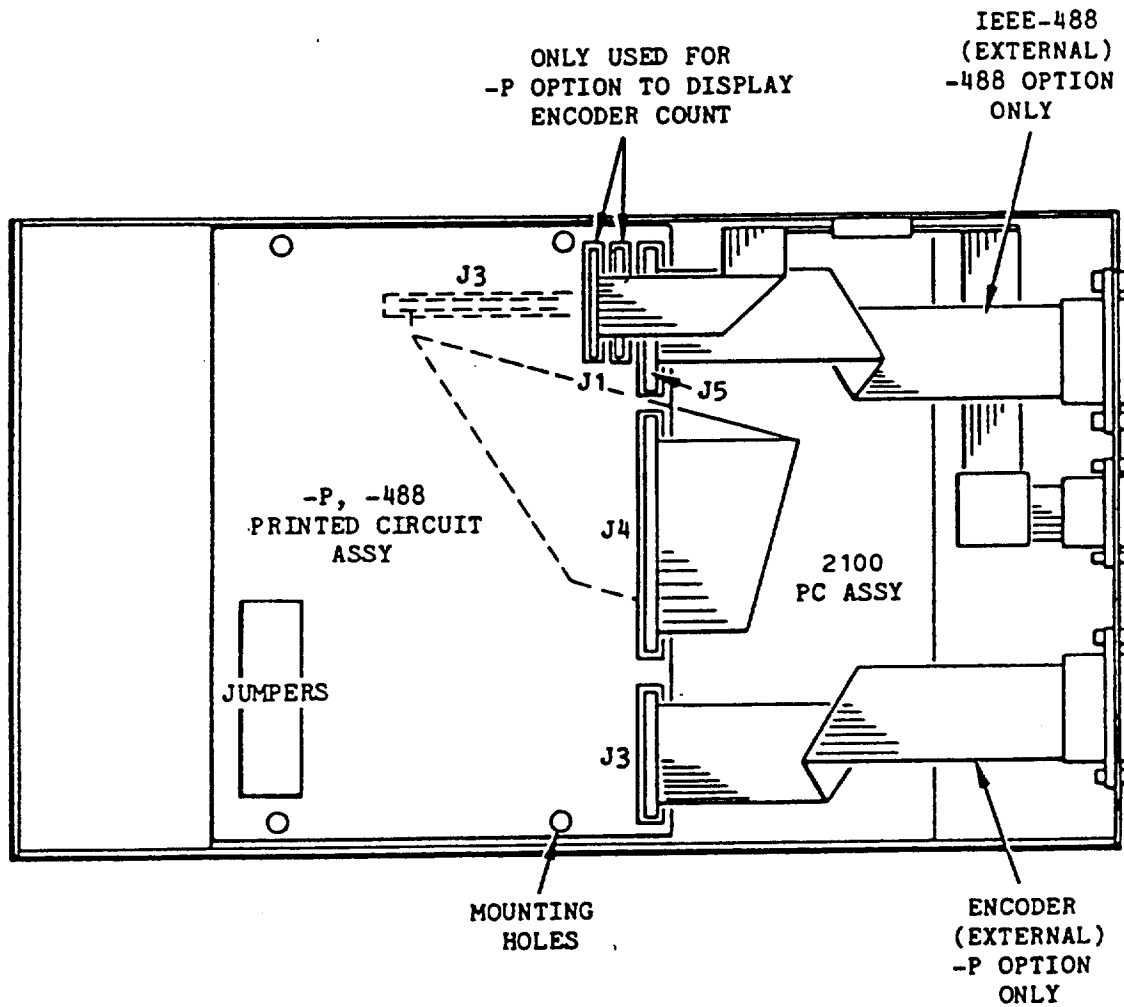 IEEE-488
(EXTERNAL)
-488 OPTION
ONLY
ONLY USED FOR
-P OPTION TO DISPLAY
ENCODER COUNT
J3
J1
J5
-P, -488
PRINTED CIRCUIT
ASSY
J4
2100
PC ASSY
JUMPERS
J3
MOUNTING
HOLES
ENCODER
(EXTERNAL)
-P OPTION
ONLY